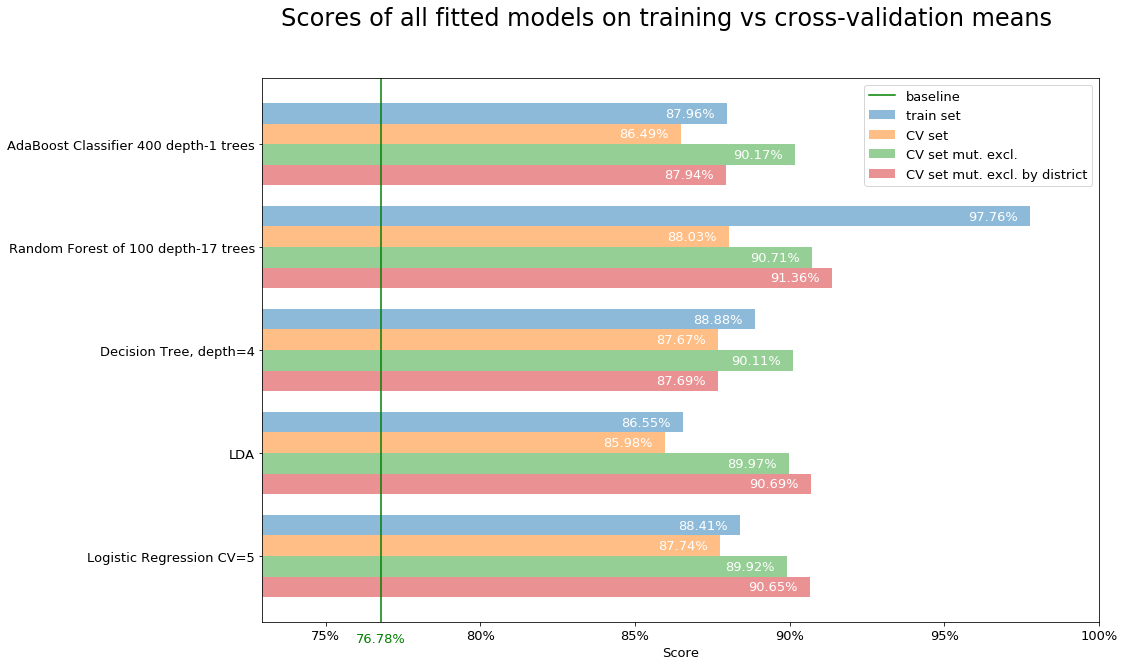 Scores of all fitted models on training vs cross-validation means
baseline
train set
CV set
CV set mut. excl.
CV set mut. excl. by district
AdaBoost Classifier 400 depth-1 trees
87.96%
86.49%
90.17%
87.94%
Random Forest of 100 depth-17 trees
97.76%
88.03%
90.71%
91.36%
Decision Tree, depth=4
88.88%
87.67%
90.11%
87.69%
LDA
86.55%
85.98%
89.97%
90.69%
Logistic Regression CV=5
88.41%
87.74%
89.92%
90.65%
75% 80% 85% 90% 95% 100%
76.78%
Score